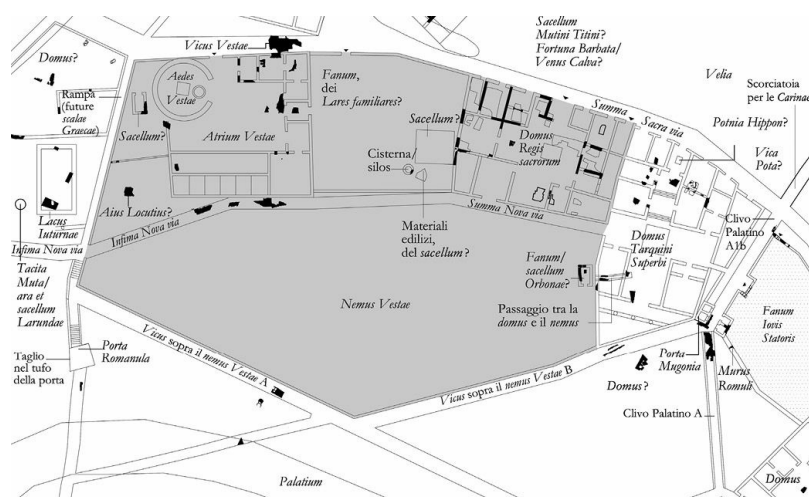 Domus?
Rampa
(future
scalae
Graecae)
Vicus Vestae
Aedes
Vestae
Sacellum?
Atrium Vestae
Fanum,
dei
Lares familiares?
Sacellum?
Cisterna/
silos
Sacellum
Mutini Titini?
Fortuna Barbata/
Venus Calva?
Velia
Summa
Sacra via
Scorciatoia
per le Carinae
Potnia Hippon?
Vica
Pota?
Domus
Regis
sacrorum
Lacus
Iuturnae
Aius Locutius?
Infima Nova via
Infima Nova via
Summa Nova via
Materiali
edilizi,
del sacellum?
Tacita
Muta/
ara et
sacellum
Larundae
Nemus Vestae
Fanum/
sacellum
Orbonae?
Domus
Tarquini
Superbi
Clivo
Palatino
A1b
Passaggio tra la
domus e il nemus
Fanum
Iovis
Statoris
Taglio
nel tufo
della porta
Porta
Romanula
Vicus sopra il nemus Vestae A
Vicus sopra il nemus Vestae B
Porta
Mugonia
Domus?
Murus
Romuli
Clivo Palatino A
Palatium
Domus